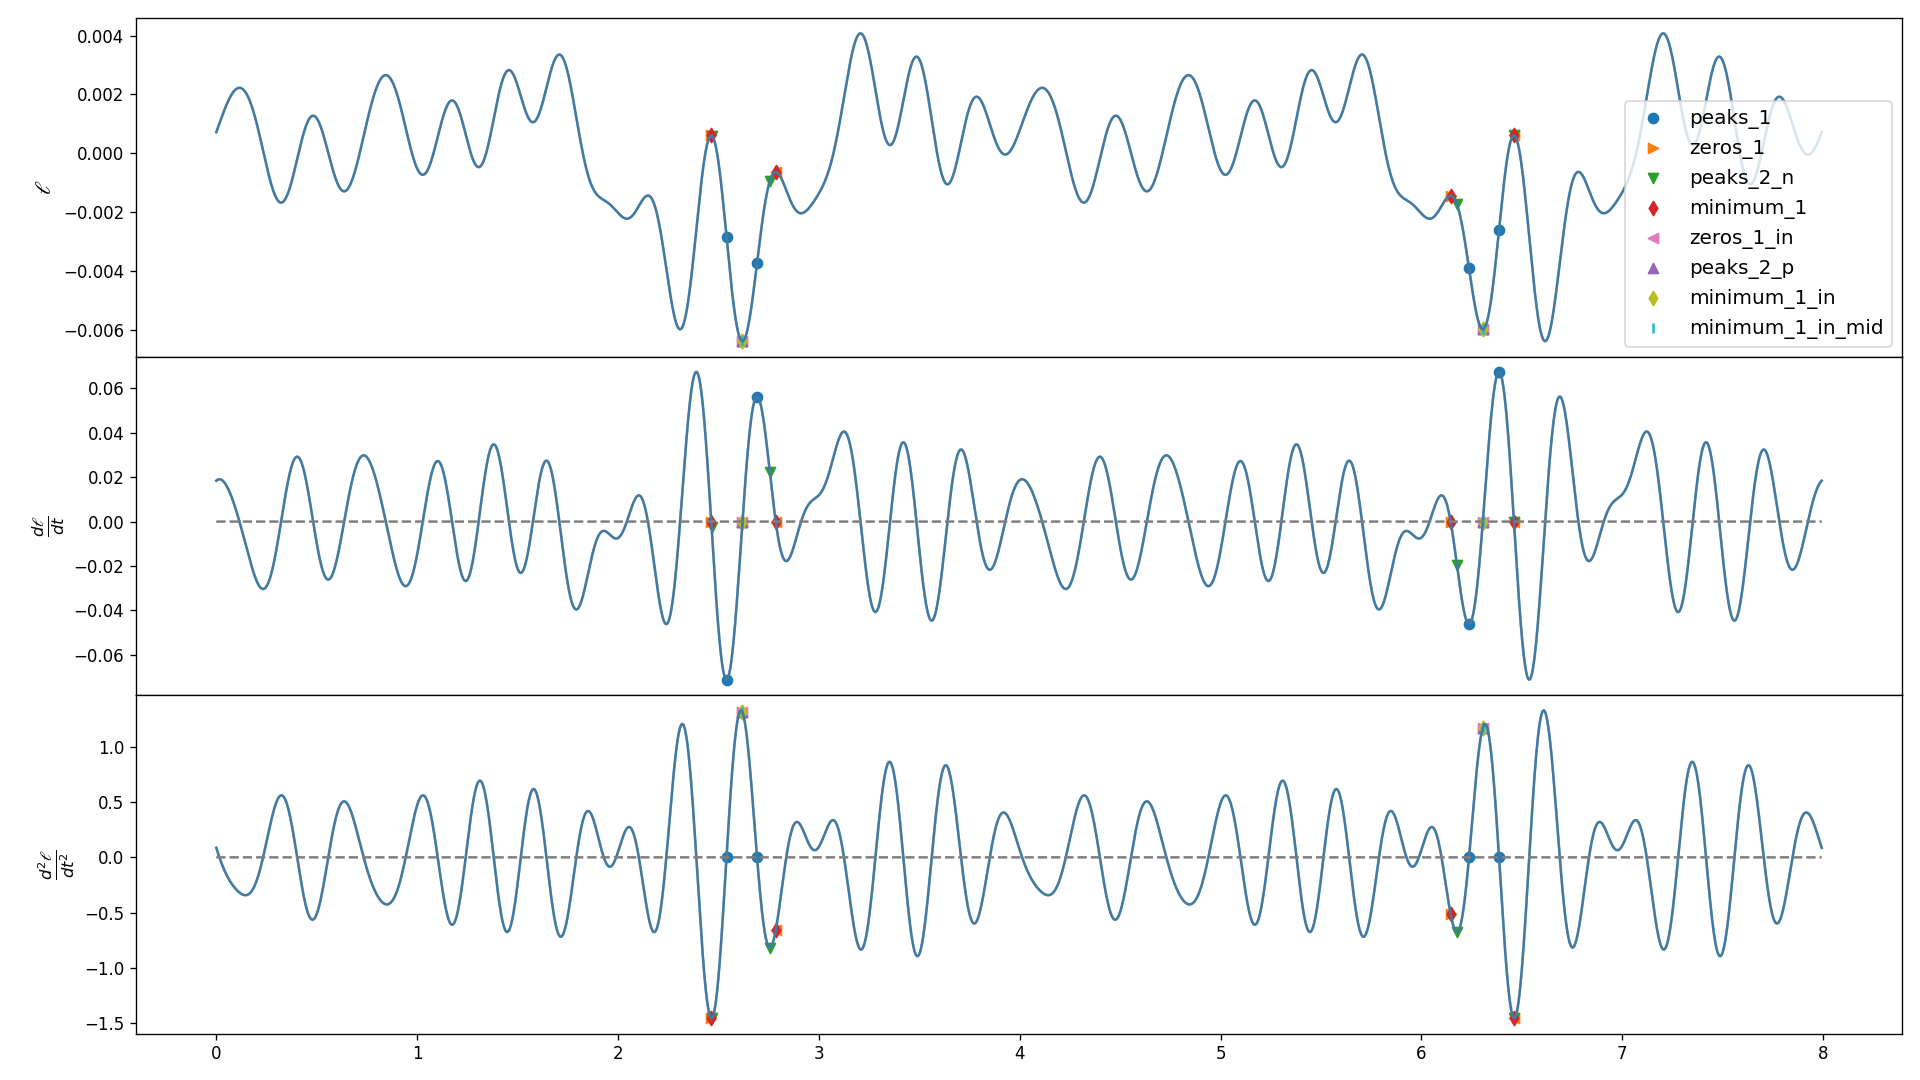 0.004
0.002
0.000
−0.002
−0.004
−0.006
ℓ
peaks_1
zeros_1
peaks_2_n
minimum_1
zeros_1_in
peaks_2_p
minimum_1_in
minimum_1_in_mid
0.06
0.04
0.02
0.00
−0.02
−0.04
−0.06
dℓ
dt
1.0
0.5
0.0
−0.5
−1.0
−1.5
d²ℓ
dt²
0 1 2 3 4 5 6 7 8